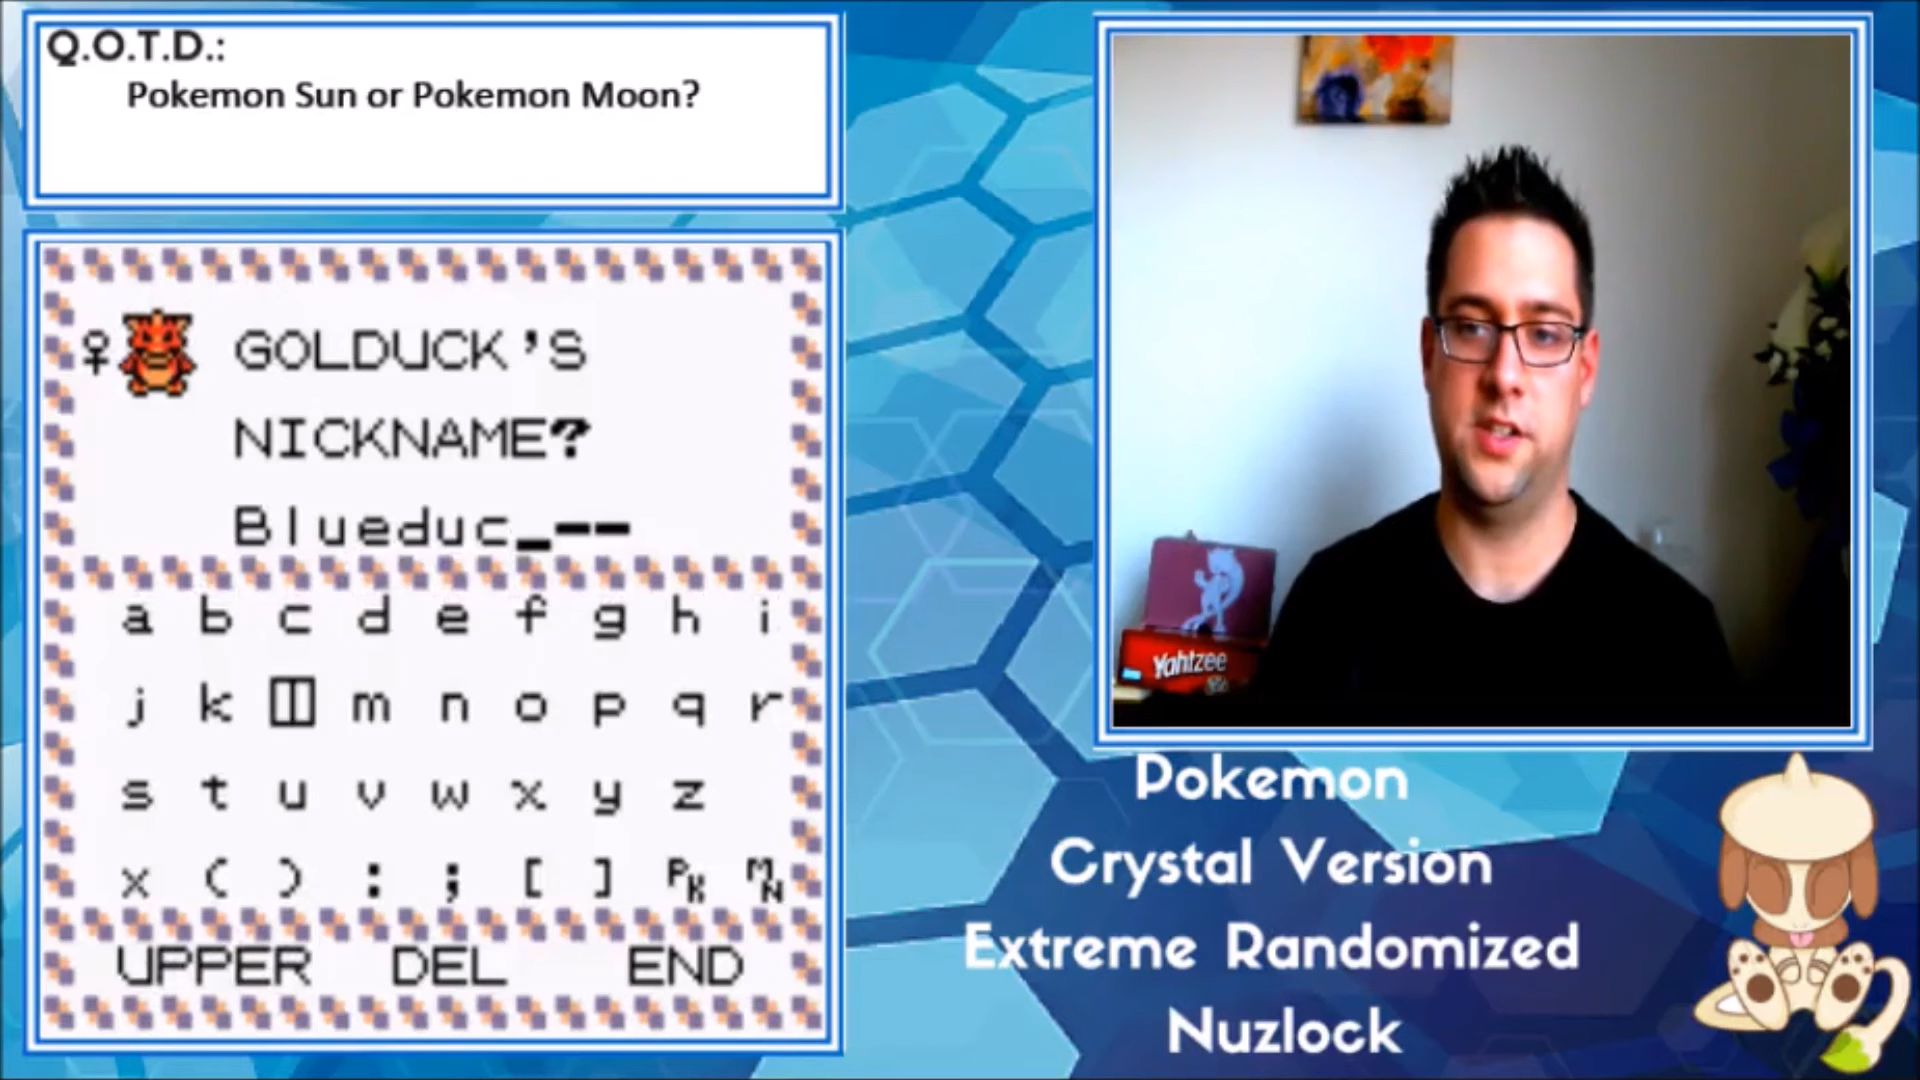 Q.O.T.D.:
Pokemon Sun or Pokemon Moon?
GOLDUCK'S
NICKNAME?
Blueduc_--
a b c d e f g h i
j k l m n o p q r
s t u v w x y z
x ( ) : ; [ ] PK MN
UPPER DEL END
Yahtzee
Pokemon
Crystal Version
Extreme Randomized
Nuzlock